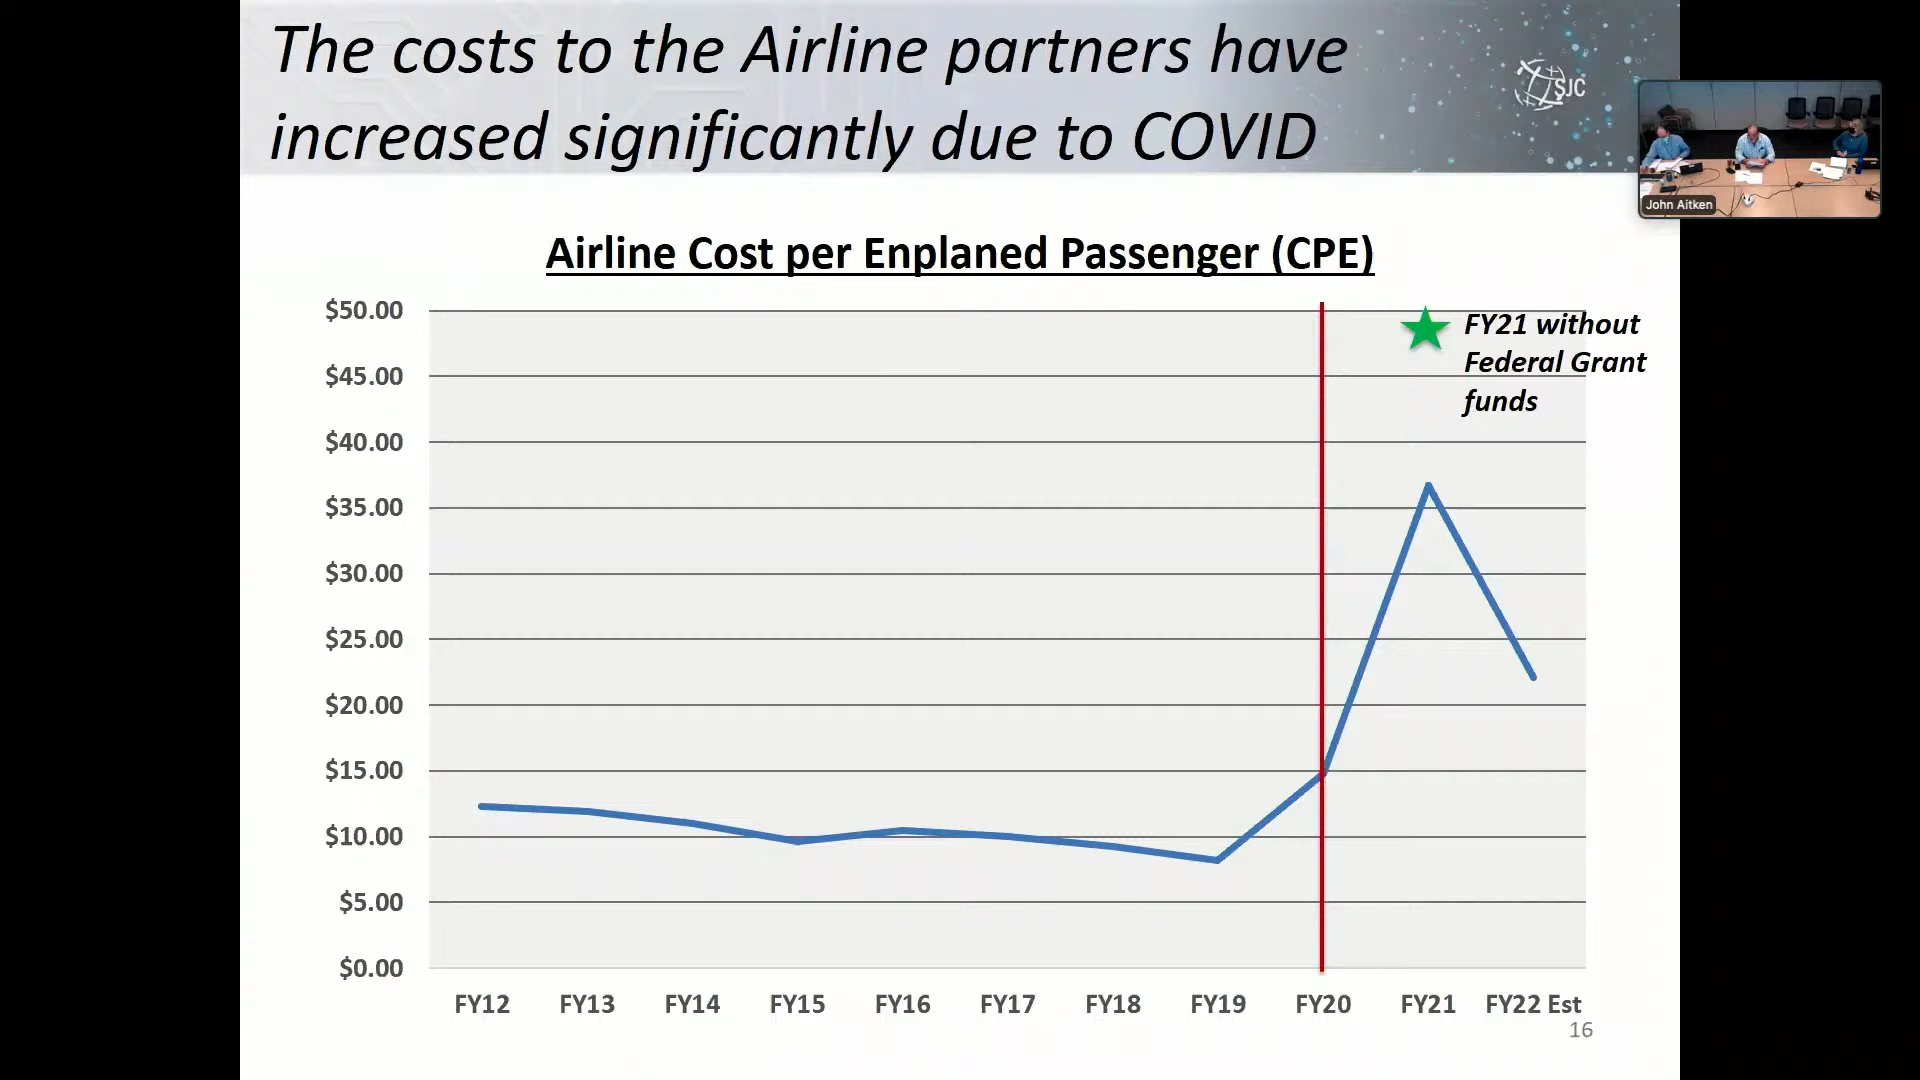 The costs to the Airline partners have
increased significantly due to COVID
SJC
John Aitken
Airline Cost per Enplaned Passenger (CPE)
$50.00
$45.00
$40.00
$35.00
$30.00
$25.00
$20.00
$15.00
$10.00
$5.00
$0.00
FY21 without
Federal Grant
funds
FY12 FY13 FY14 FY15 FY16 FY17 FY18 FY19 FY20 FY21 FY22 Est
16